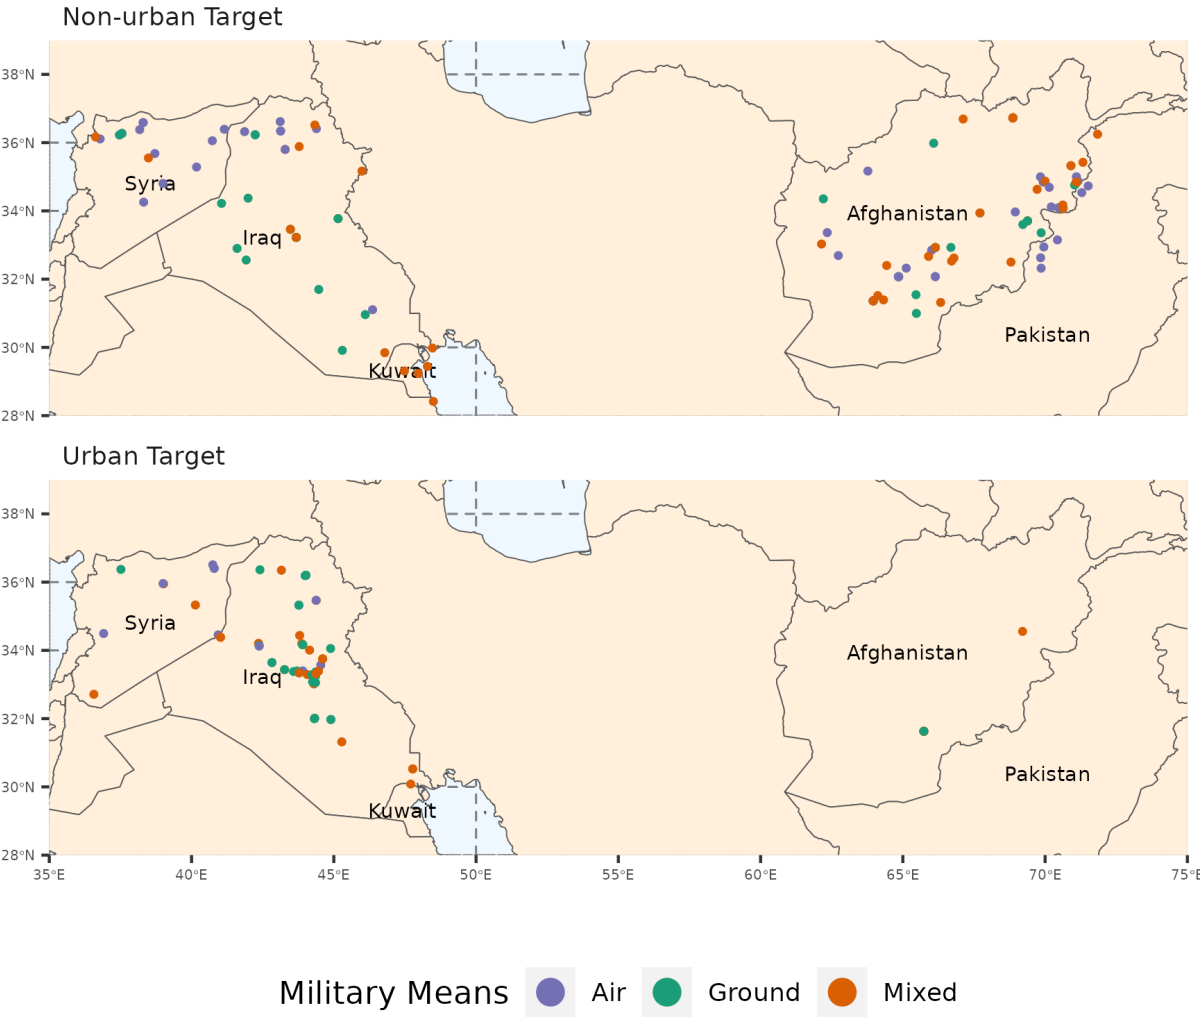 Non-urban Target
38°N
36°N
34°N
32°N
30°N
28°N
Syria
Iraq
Kuwait
Afghanistan
Pakistan
Urban Target
38°N
36°N
34°N
32°N
30°N
28°N
Syria
Iraq
Kuwait
Afghanistan
Pakistan
35°E 40°E 45°E 50°E 55°E 60°E 65°E 70°E 75°E
Military Means Air Ground Mixed